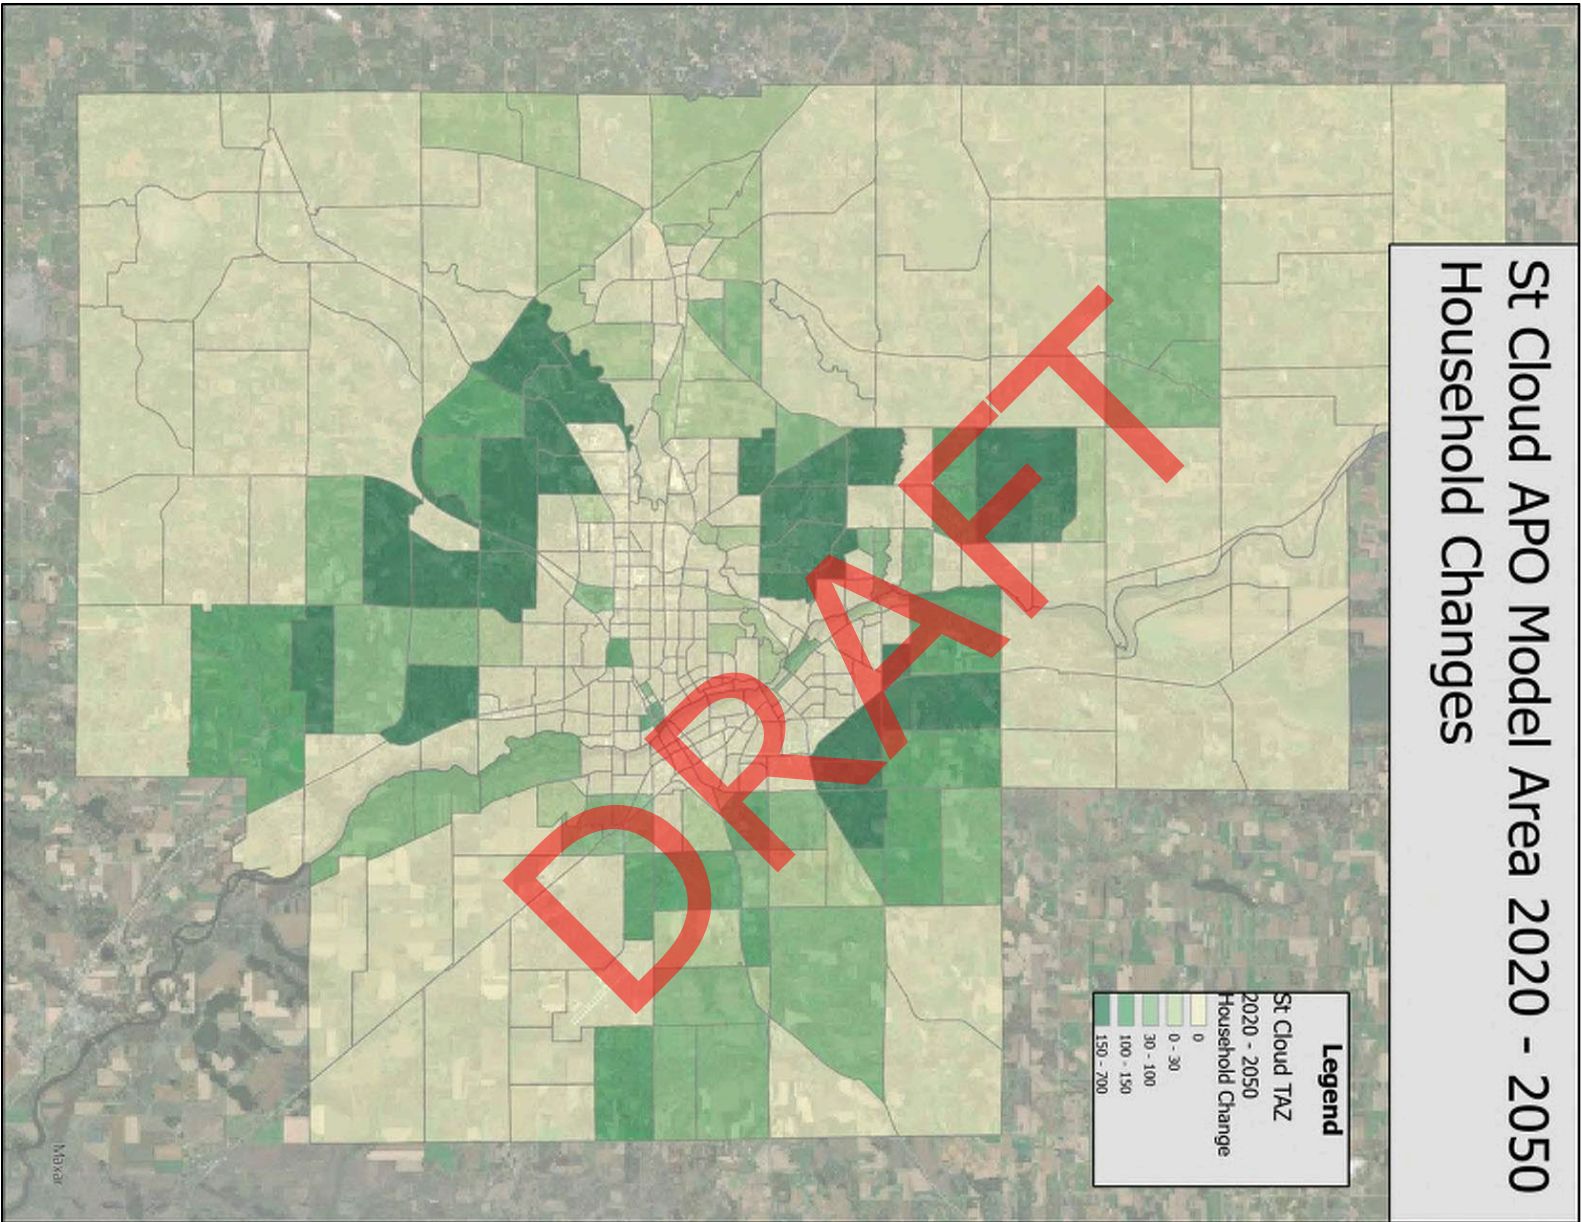 St Cloud APO Model Area 2020 - 2050
Household Changes
DRAFT
Legend
St Cloud TAZ
2020 - 2050
Household Change
0
0 - 30
30 - 100
100 - 150
150 - 700
Maxar